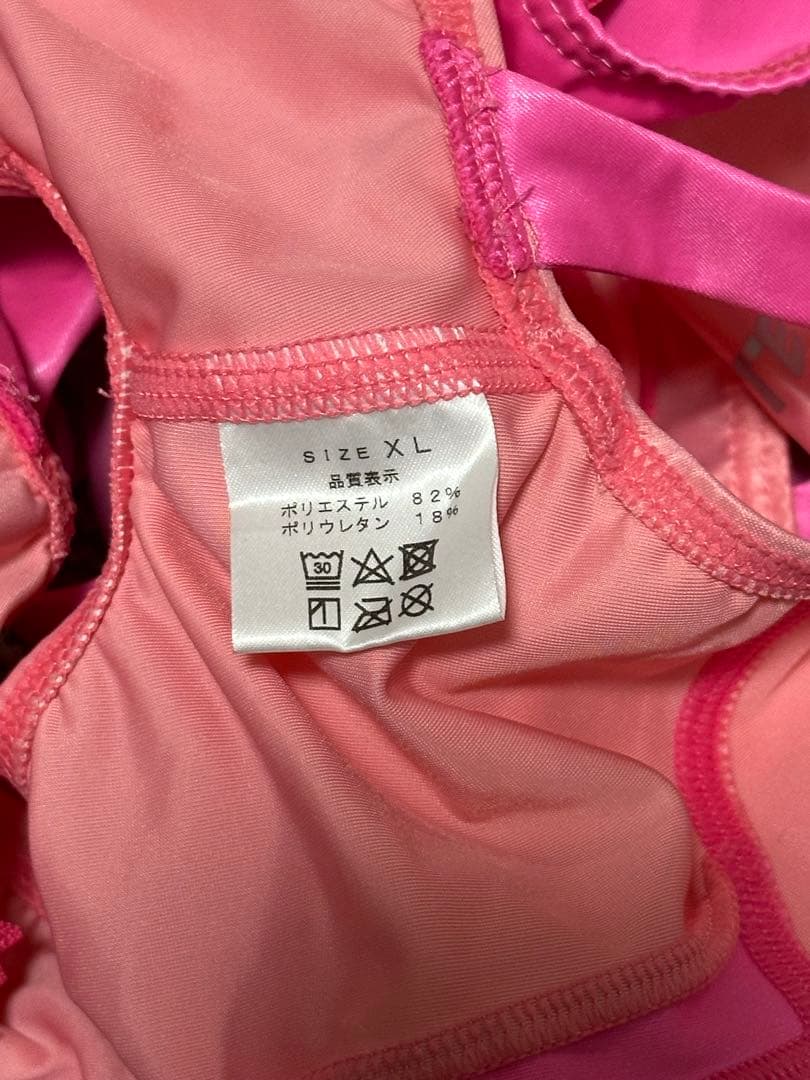 SIZE XL
品質表示
ポリエステル 82%
ポリウレタン 18%
30